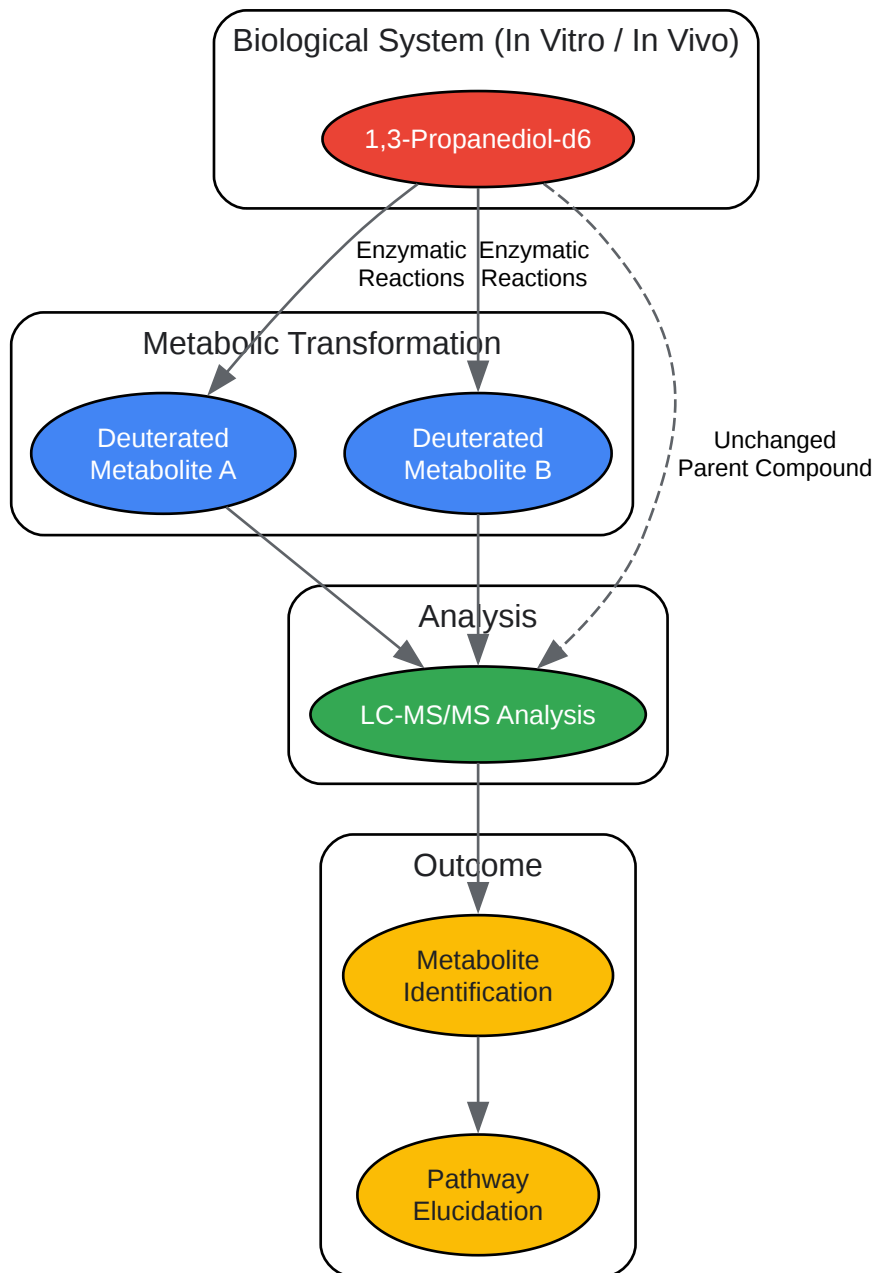 Biological System (In Vitro / In Vivo)
1,3-Propanediol-d6
Enzymatic
Reactions
Enzymatic
Reactions
Metabolic Transformation
Deuterated
Metabolite A
Deuterated
Metabolite B
Unchanged
Parent Compound
Analysis
LC-MS/MS Analysis
Outcome
Metabolite
Identification
Pathway
Elucidation